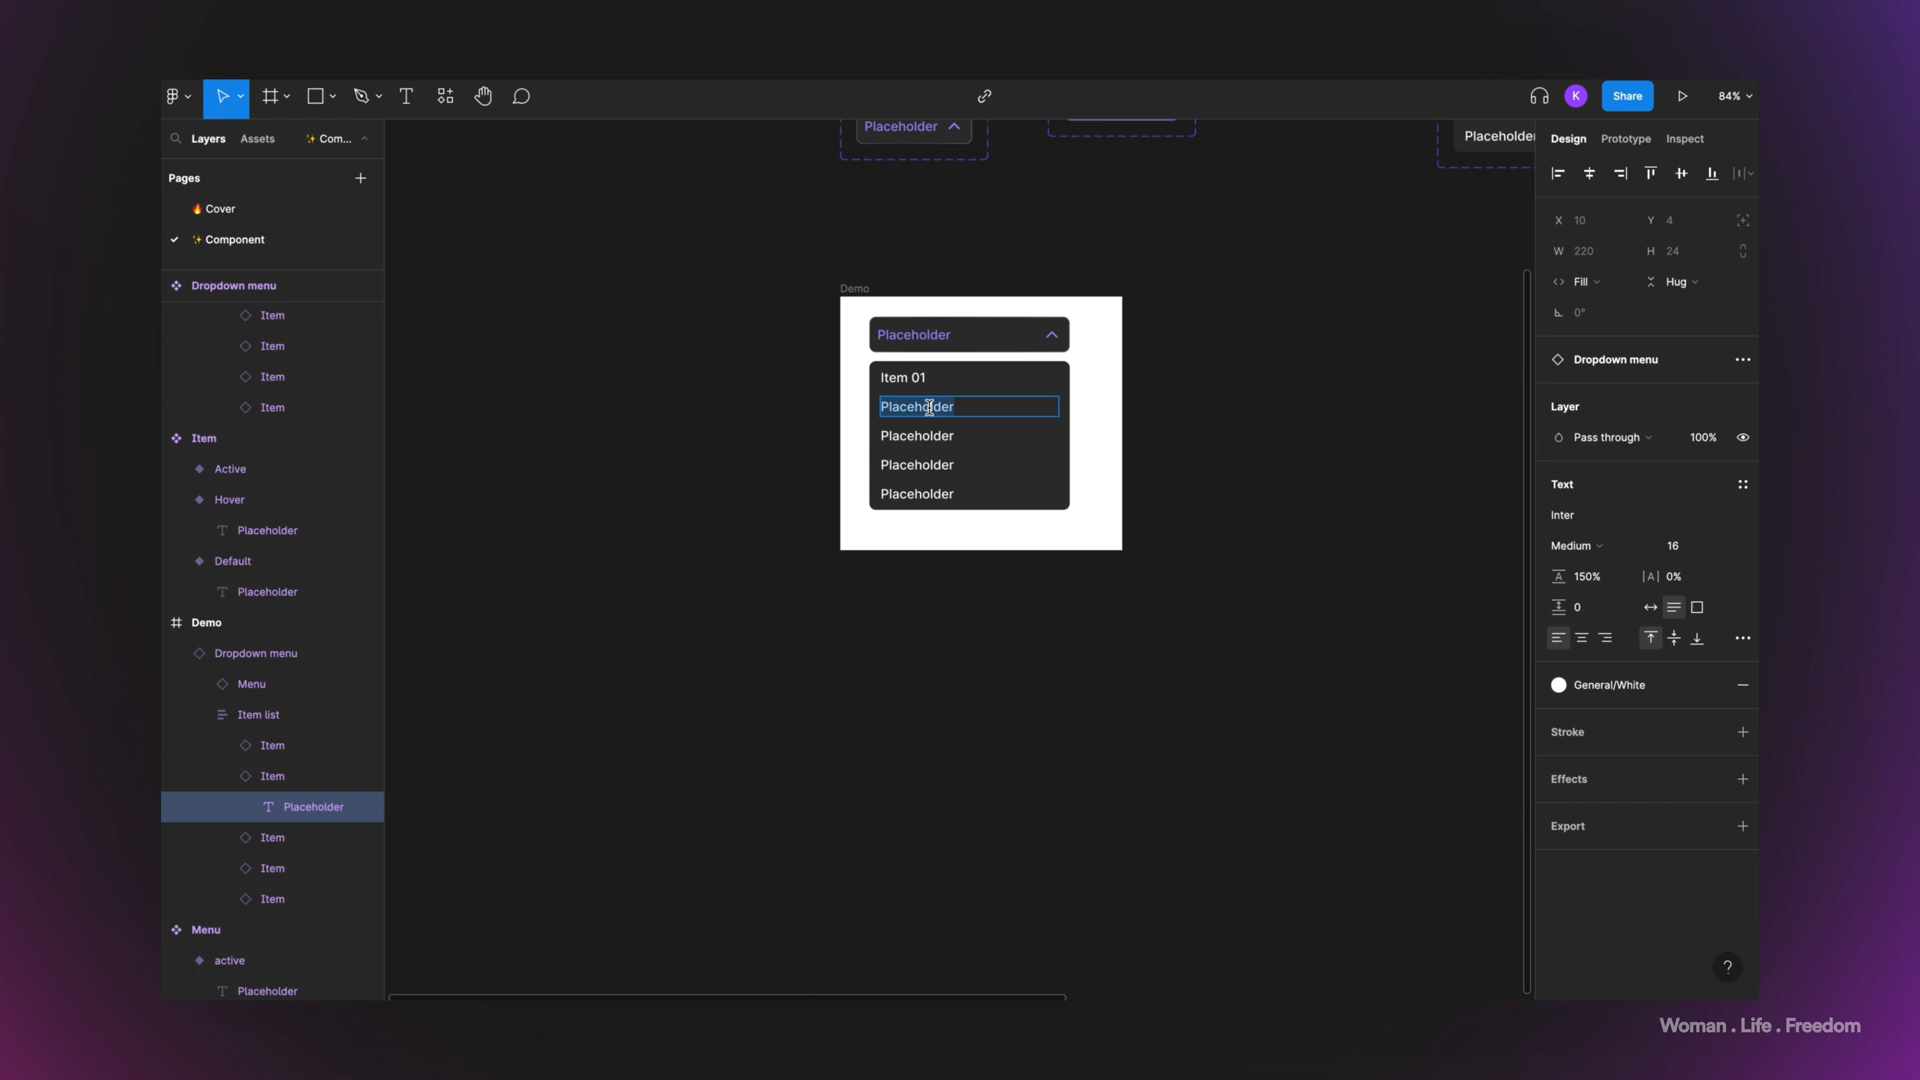 Share
84%
Layers
Assets
✨ Com...
Pages
🔥 Cover
✨ Component
Dropdown menu
Item
Item
Item
Item
Item
Active
Hover
Placeholder
Default
Placeholder
Demo
Dropdown menu
Menu
Item list
Item
Item
Placeholder
Item
Item
Item
Menu
active
Placeholder
Placeholder
Placeholder
Demo
Placeholder
Item 01
Placeholder
Placeholder
Placeholder
Placeholder
K
Design
Prototype
Inspect
X 10
Y 4
W 220
H 24
Fill
Hug
0°
Dropdown menu
Layer
Pass through
100%
Text
Inter
Medium
16
150%
|A| 0%
0
General/White
Stroke
Effects
Export
?
Woman . Life . Freedom